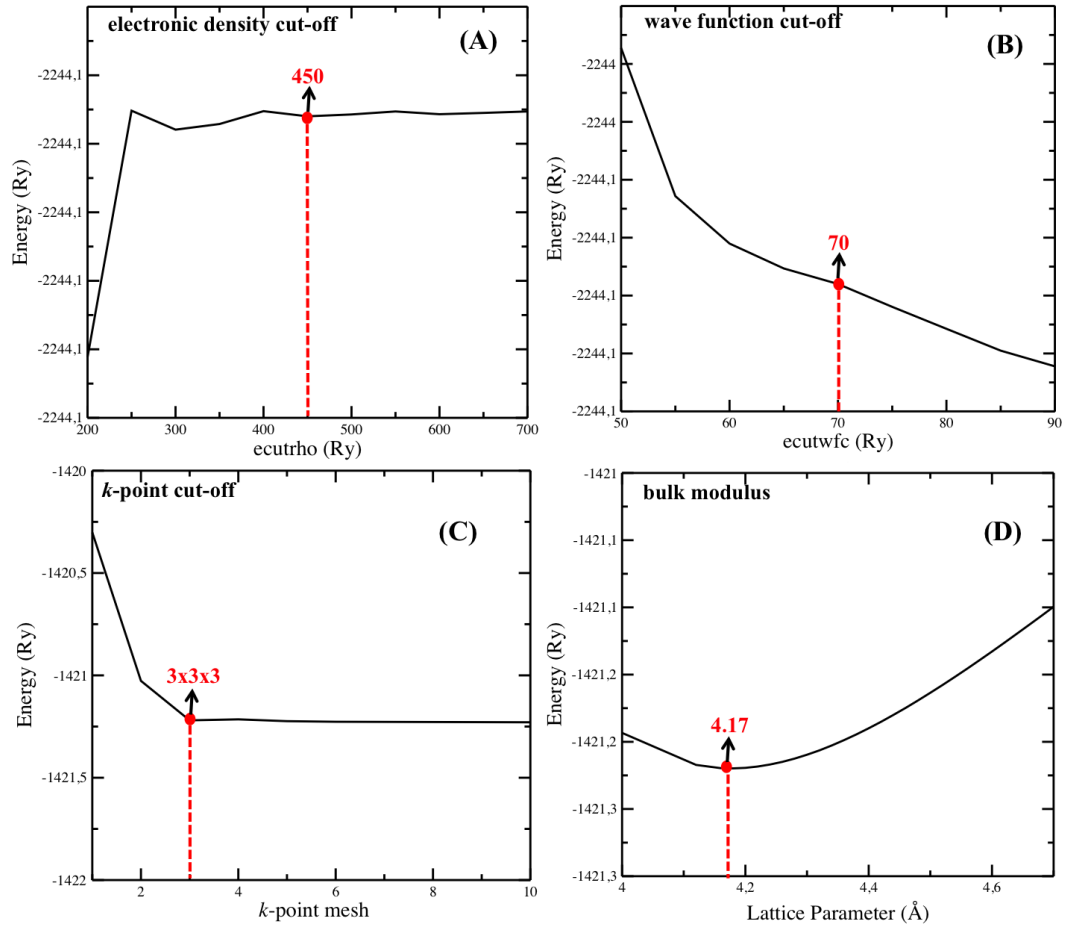 electronic density cut-off
(A)
450
-2244,1
-2244,1
-2244,1
-2244,1
-2244,1
-2244,1
Energy (Ry)
200
300
400
500
600
700
ecutrho (Ry)
wave function cut-off
(B)
70
-2244
-2244
-2244,1
-2244,1
-2244,1
-2244,1
-2244,1
Energy (Ry)
50
60
70
80
90
ecutwfc (Ry)
k-point cut-off
(C)
3x3x3
-1420
-1420,5
-1421
-1421,5
-1422
Energy (Ry)
2
4
6
8
10
k-point mesh
bulk modulus
(D)
4.17
-1421
-1421,1
-1421,1
-1421,2
-1421,2
-1421,3
-1421,3
Energy (Ry)
4
4,2
4,4
4,6
Lattice Parameter (Å)